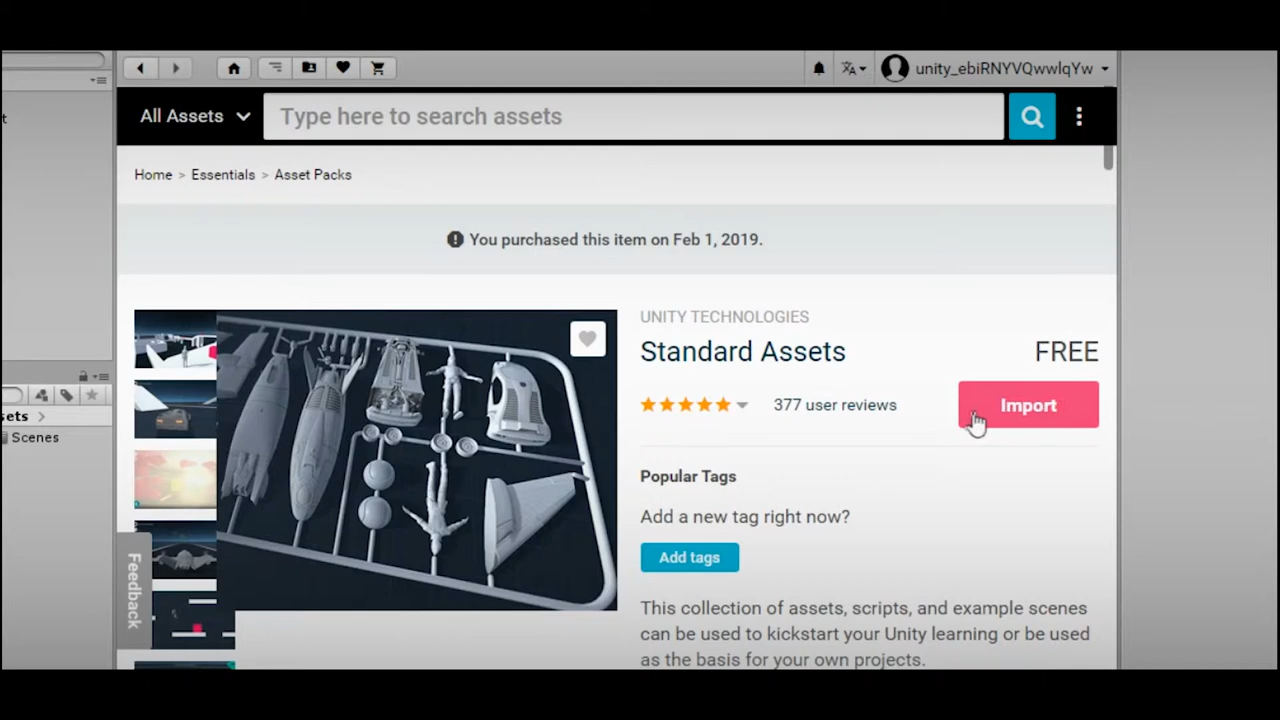 unity_ebiRNYVQwwlqYw
All Assets
Type here to search assets
Home > Essentials > Asset Packs
You purchased this item on Feb 1, 2019.
UNITY TECHNOLOGIES
Standard Assets
FREE
377 user reviews
Import
sets >
Scenes
Popular Tags
Add a new tag right now?
Add tags
Feedback
This collection of assets, scripts, and example scenes
can be used to kickstart your Unity learning or be used
as the basis for your own projects.